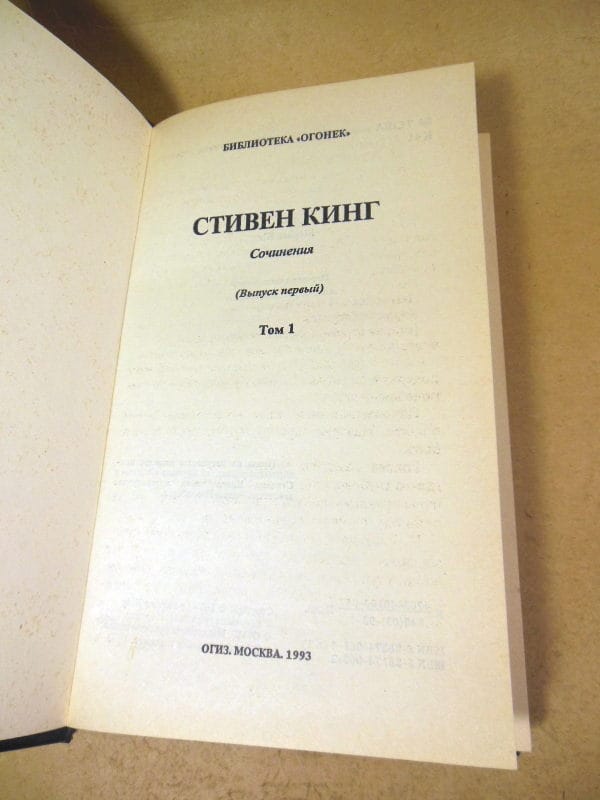 БИБЛИОТЕКА «ОГОНЕК»
СТИВЕН КИНГ
Сочинения
(Выпуск первый)
Том 1
ОГИЗ. МОСКВА. 1993